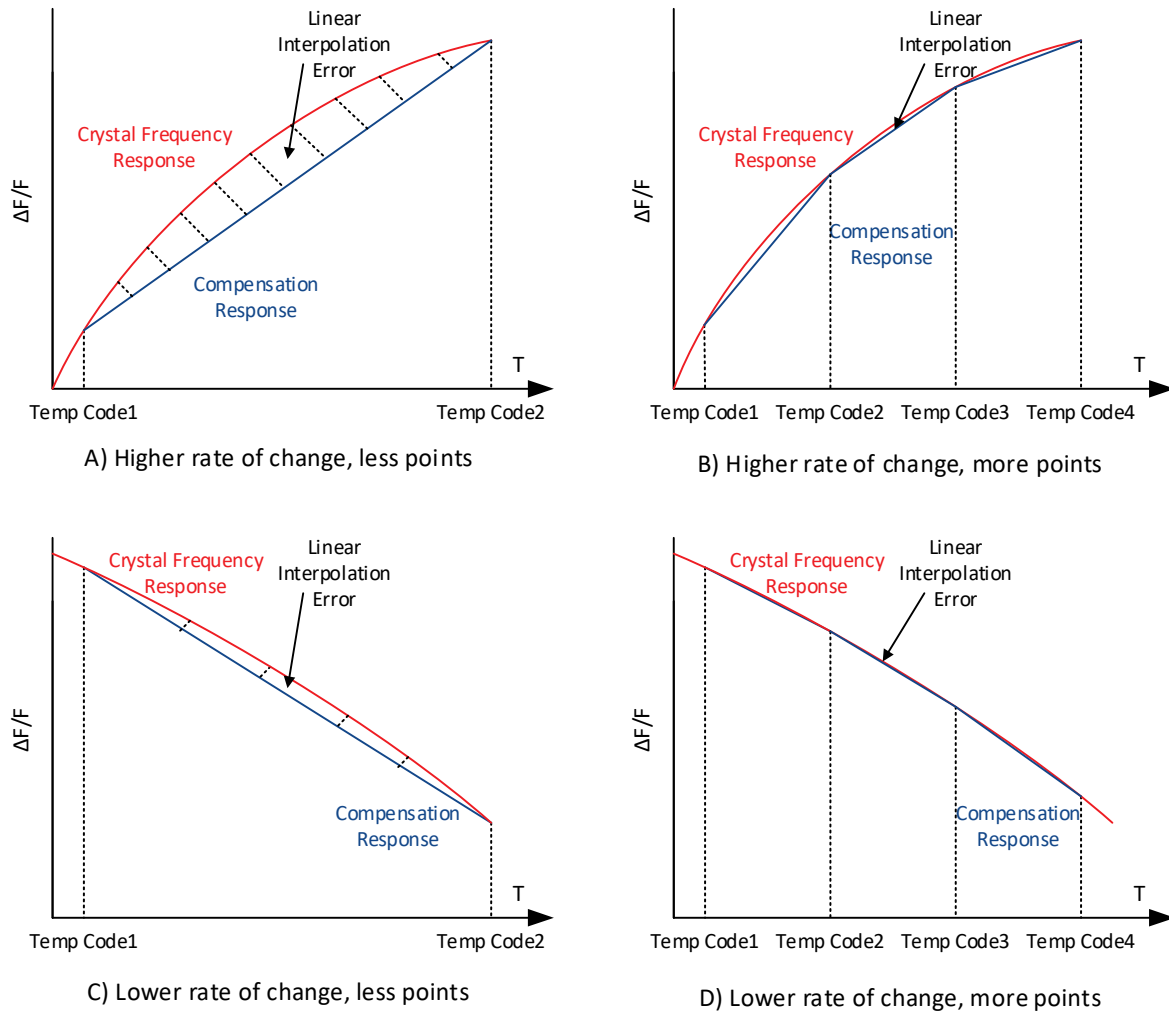 Linear
Interpolation
Error
Crystal Frequency
Response
ΔF/F
Compensation
Response
T
Temp Code1
Temp Code2
A) Higher rate of change, less points
Linear
Interpolation
Error
Crystal Frequency
Response
ΔF/F
Compensation
Response
T
Temp Code1
Temp Code2
Temp Code3
Temp Code4
B) Higher rate of change, more points
Linear
Interpolation
Error
Crystal Frequency
Response
ΔF/F
Compensation
Response
T
Temp Code1
Temp Code2
C) Lower rate of change, less points
Linear
Interpolation
Error
Crystal Frequency
Response
ΔF/F
Compensation
Response
T
Temp Code1
Temp Code2
Temp Code3
Temp Code4
D) Lower rate of change, more points